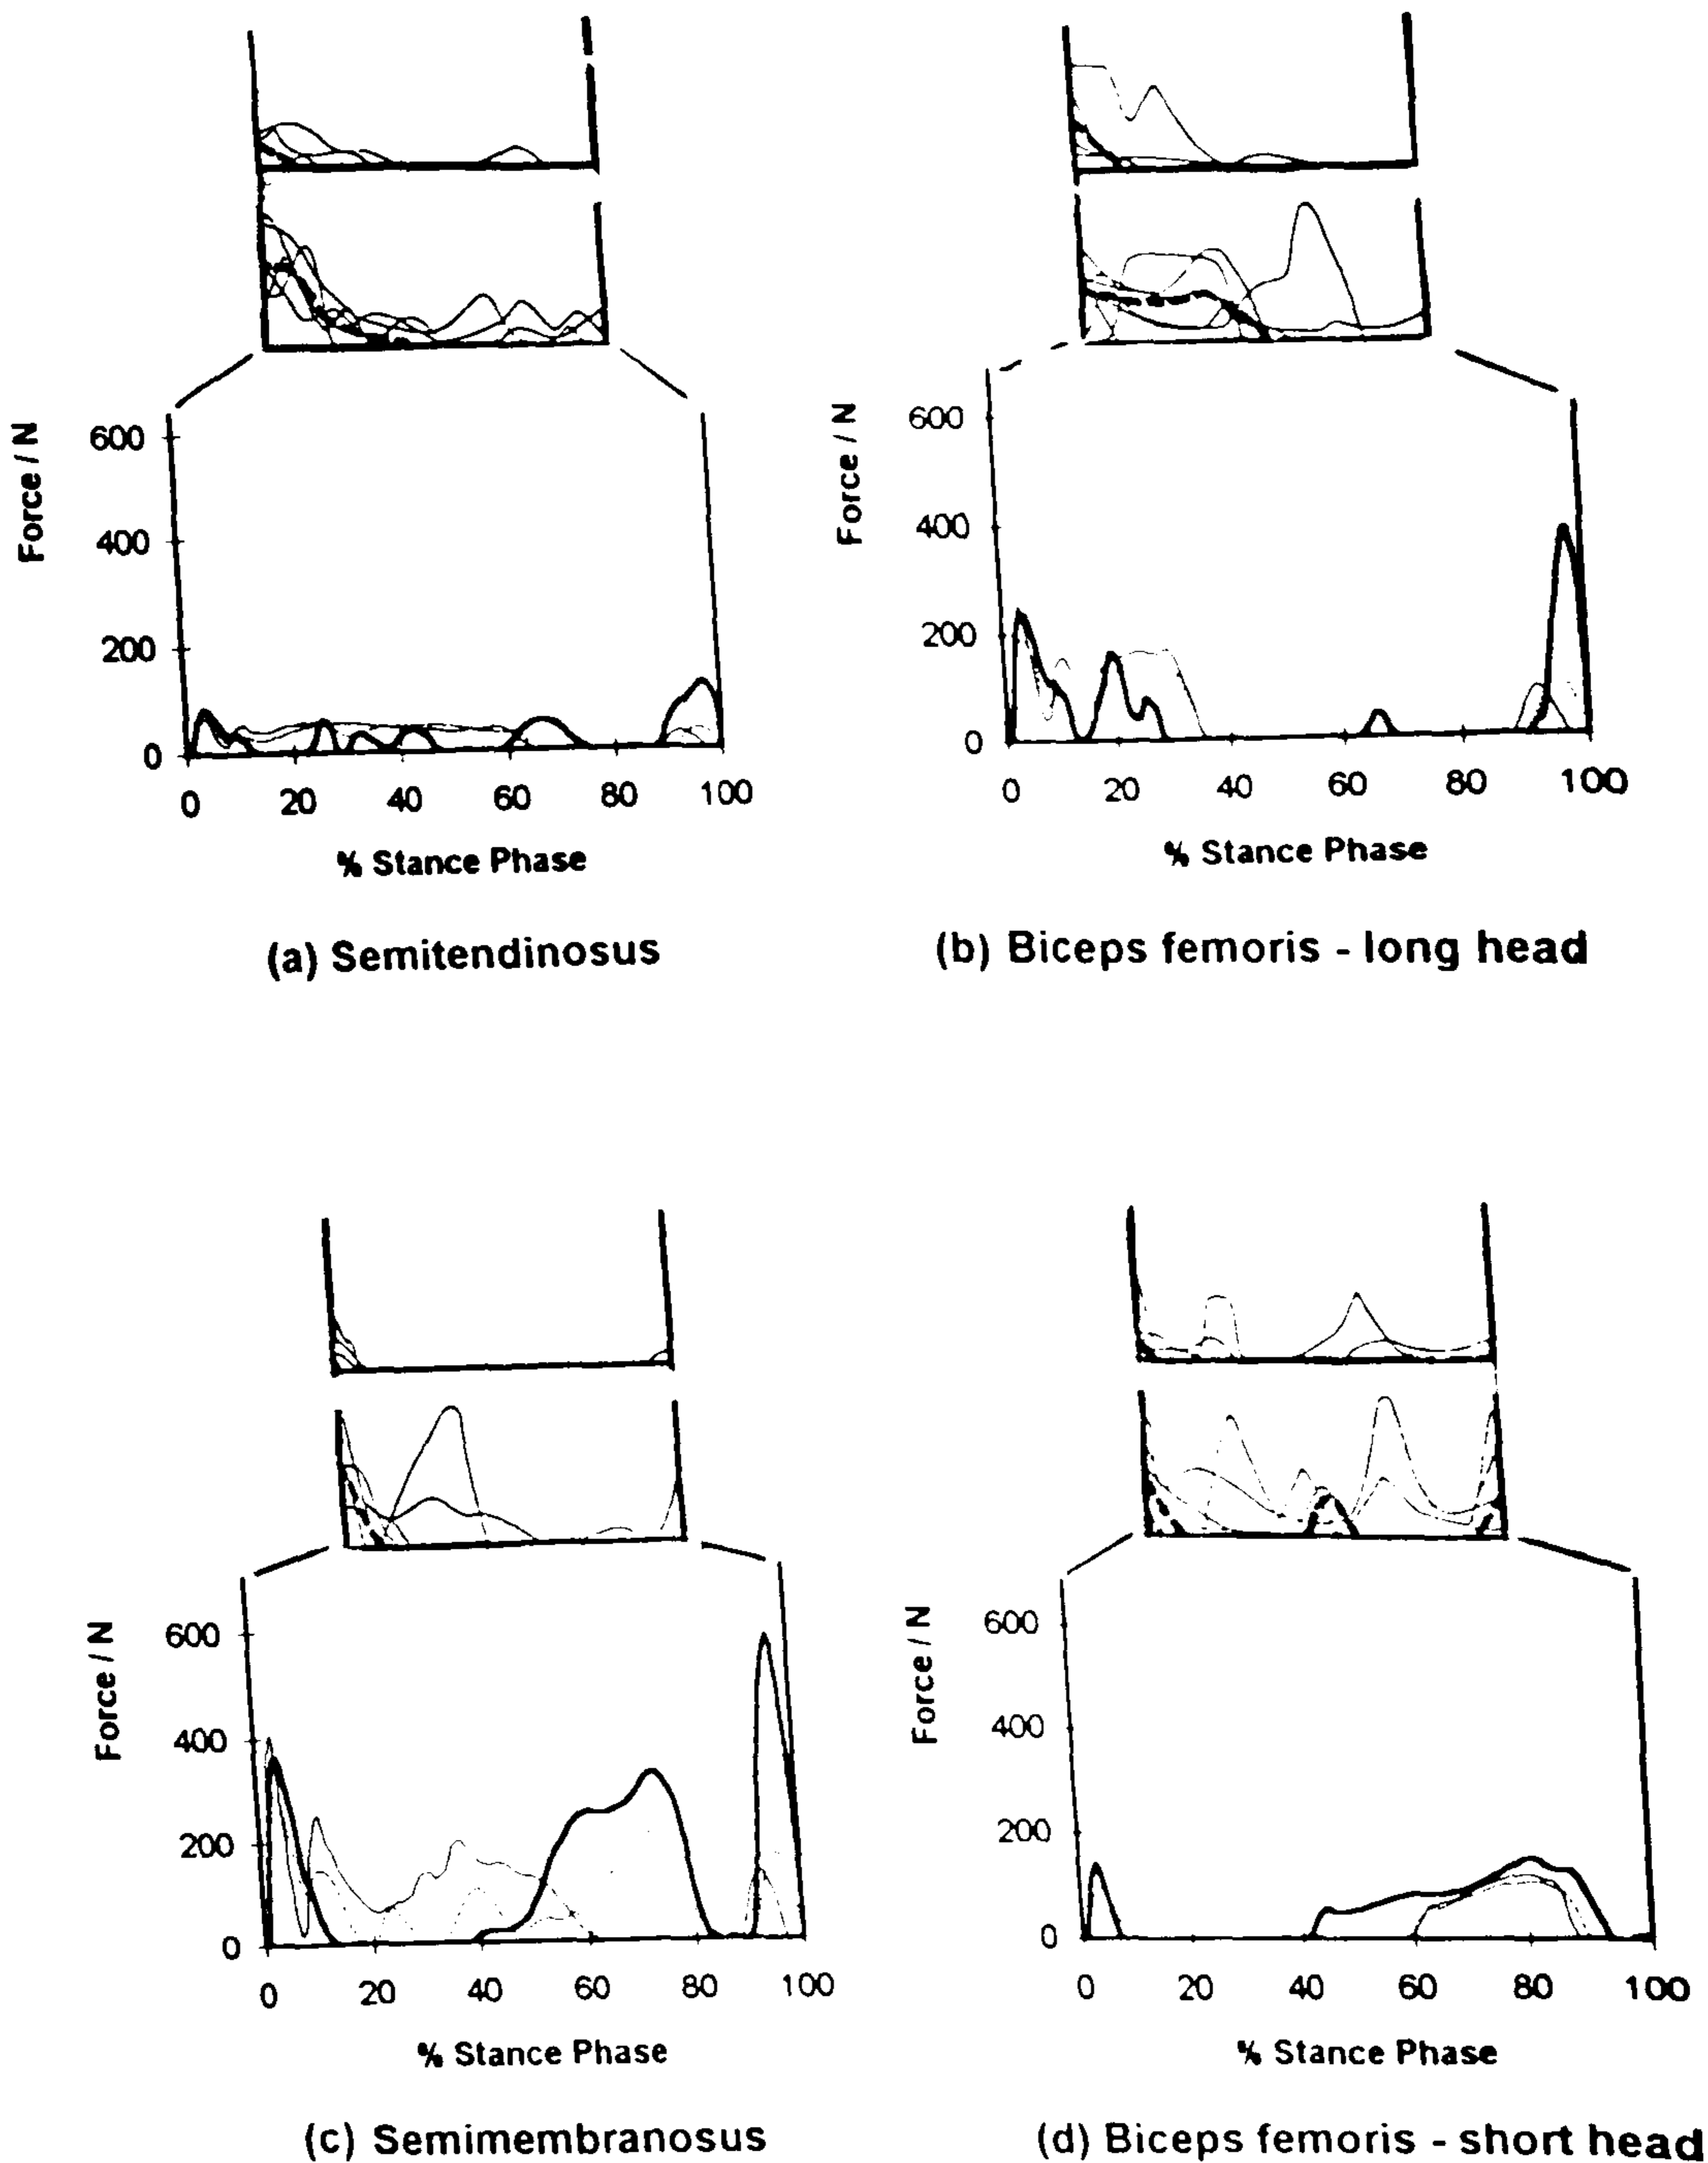 Force / N
600
400
200
0
0 20 40 60 80 100
% Stance Phase
(a) Semitendinosus
Force / N
600
400
200
0
0 20 40 60 80 100
% Stance Phase
(b) Biceps femoris - long head
Force / N
600
400
200
0
0 20 40 60 80 100
% Stance Phase
(c) Semimembranosus
Force / N
600
400
200
0
0 20 40 60 80 100
% Stance Phase
(d) Biceps femoris - short head